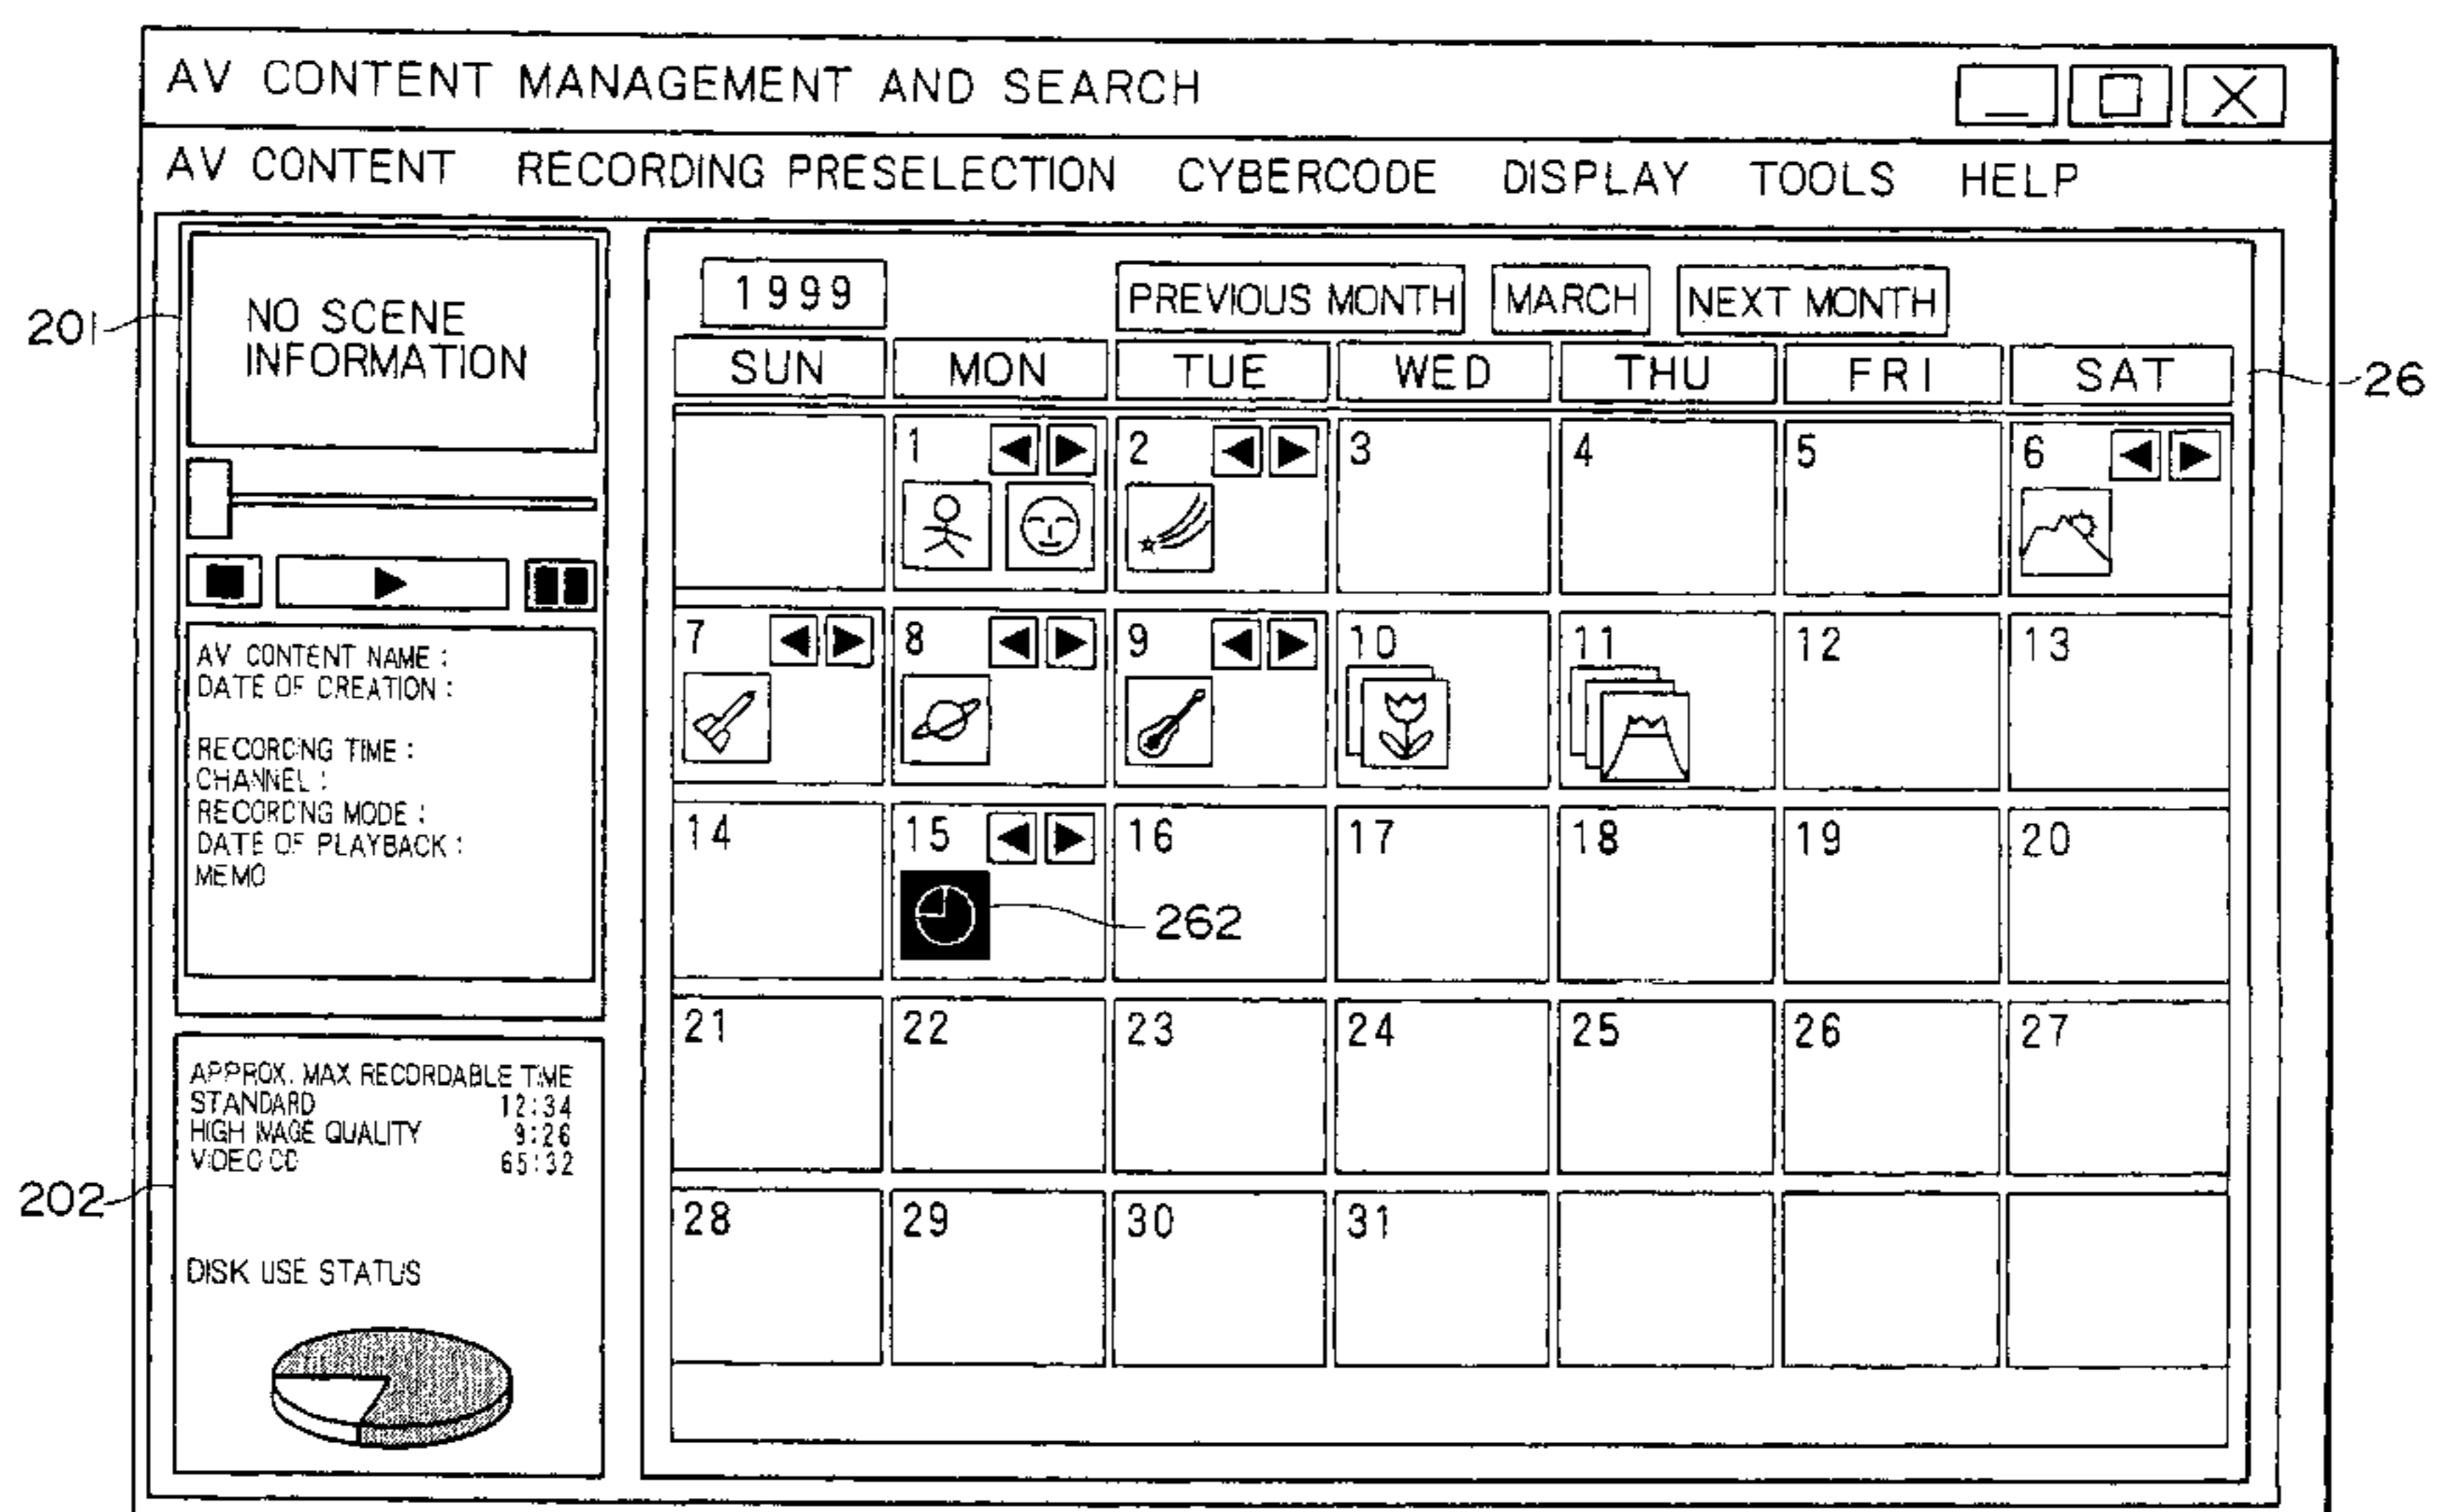 AV CONTENT MANAGEMENT AND SEARCH
AV CONTENT RECORDING PRESELECTION CYBERCODE DISPLAY TOOLS HELP
201
NO SCENE
INFORMATION
AV CONTENT NAME :
DATE OF CREATION :
RECORDING TIME :
CHANNEL :
RECORDING MODE :
DATE OF PLAYBACK :
MEMO
202
APPROX. MAX RECORDABLE TIME
STANDARD 12:34
HIGH IMAGE QUALITY 9:26
VIDEO CD 65:32
DISK USE STATUS
1999 PREVIOUS MONTH MARCH NEXT MONTH
SUN MON TUE WED THU FRI SAT
26
1 2 3 4 5 6
7 8 9 10 11 12 13
14 15 16 17 18 19 20
262
21 22 23 24 25 26 27
28 29 30 31